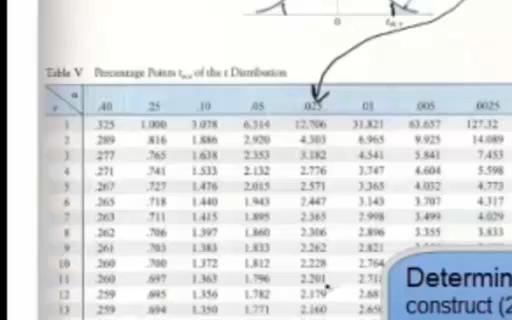 0
Table V Percentage Points of the t Distribution
α
.40 .25 .10 .05 .025 .01 .005 .0025
1 .325 1.000 3.078 6.314 12.706 31.821 63.657 127.32
2 .289 .816 1.886 2.920 4.303 6.965 9.925 14.089
3 .277 .765 1.638 2.353 3.182 4.541 5.841 7.453
4 .271 .741 1.533 2.132 2.776 3.747 4.604 5.598
5 .267 .727 1.476 2.015 2.571 3.365 4.032 4.773
6 .265 .718 1.440 1.943 2.447 3.143 3.707 4.317
7 .263 .711 1.415 1.895 2.365 2.998 3.499 4.029
8 .262 .706 1.397 1.860 2.306 2.896 3.355 3.833
9 .261 .703 1.383 1.833 2.262 2.821
10 .260 .700 1.372 1.812 2.228 2.764
11 .260 .697 1.363 1.796 2.201
12 .259 .695 1.356 1.782 2.179
13 .259 .694 1.350 1.771 2.160
Determin
construct (2